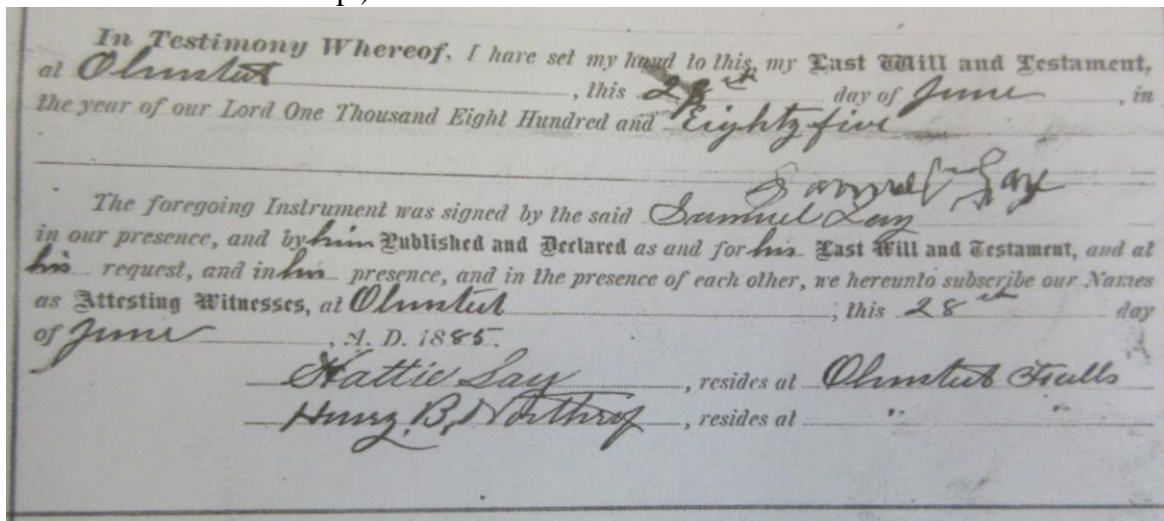 In Testimony Whereof, I have set my hand to this, my Last Will and Testament,
at Olmsted , this 28th day of June , in
the year of our Lord One Thousand Eight Hundred and Eighty five
Samuel Lay
The foregoing Instrument was signed by the said Samuel Lay
in our presence, and by him Published and Declared as and for his Last Will and Testament, and at
his request, and in his presence, and in the presence of each other, we hereunto subscribe our Names
as Attesting Witnesses, at Olmsted ; this 28th day
of June , A. D. 1885.
Hattie Lay , resides at Olmsted Falls
Henry. B. Northrop , resides at " "